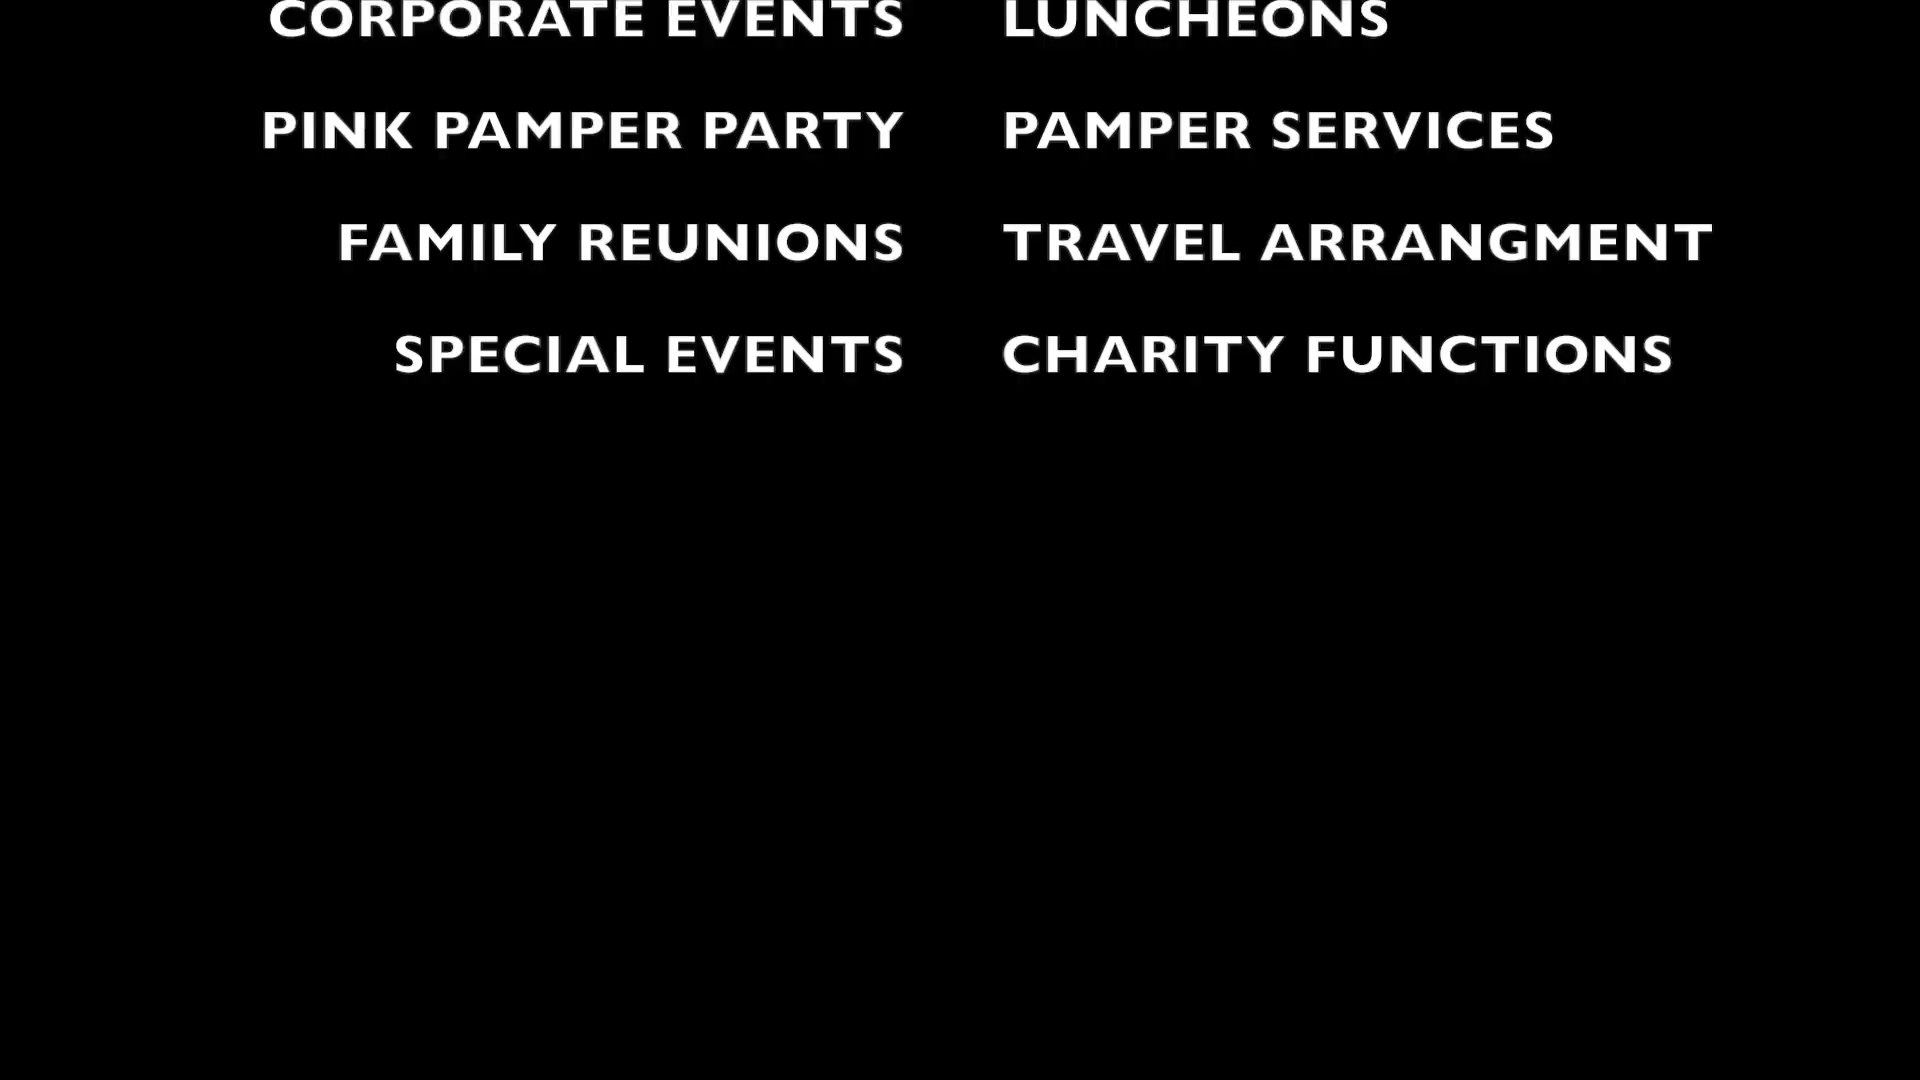 CORPORATE EVENTS LUNCHEONS
PINK PAMPER PARTY PAMPER SERVICES
FAMILY REUNIONS TRAVEL ARRANGMENT
SPECIAL EVENTS CHARITY FUNCTIONS